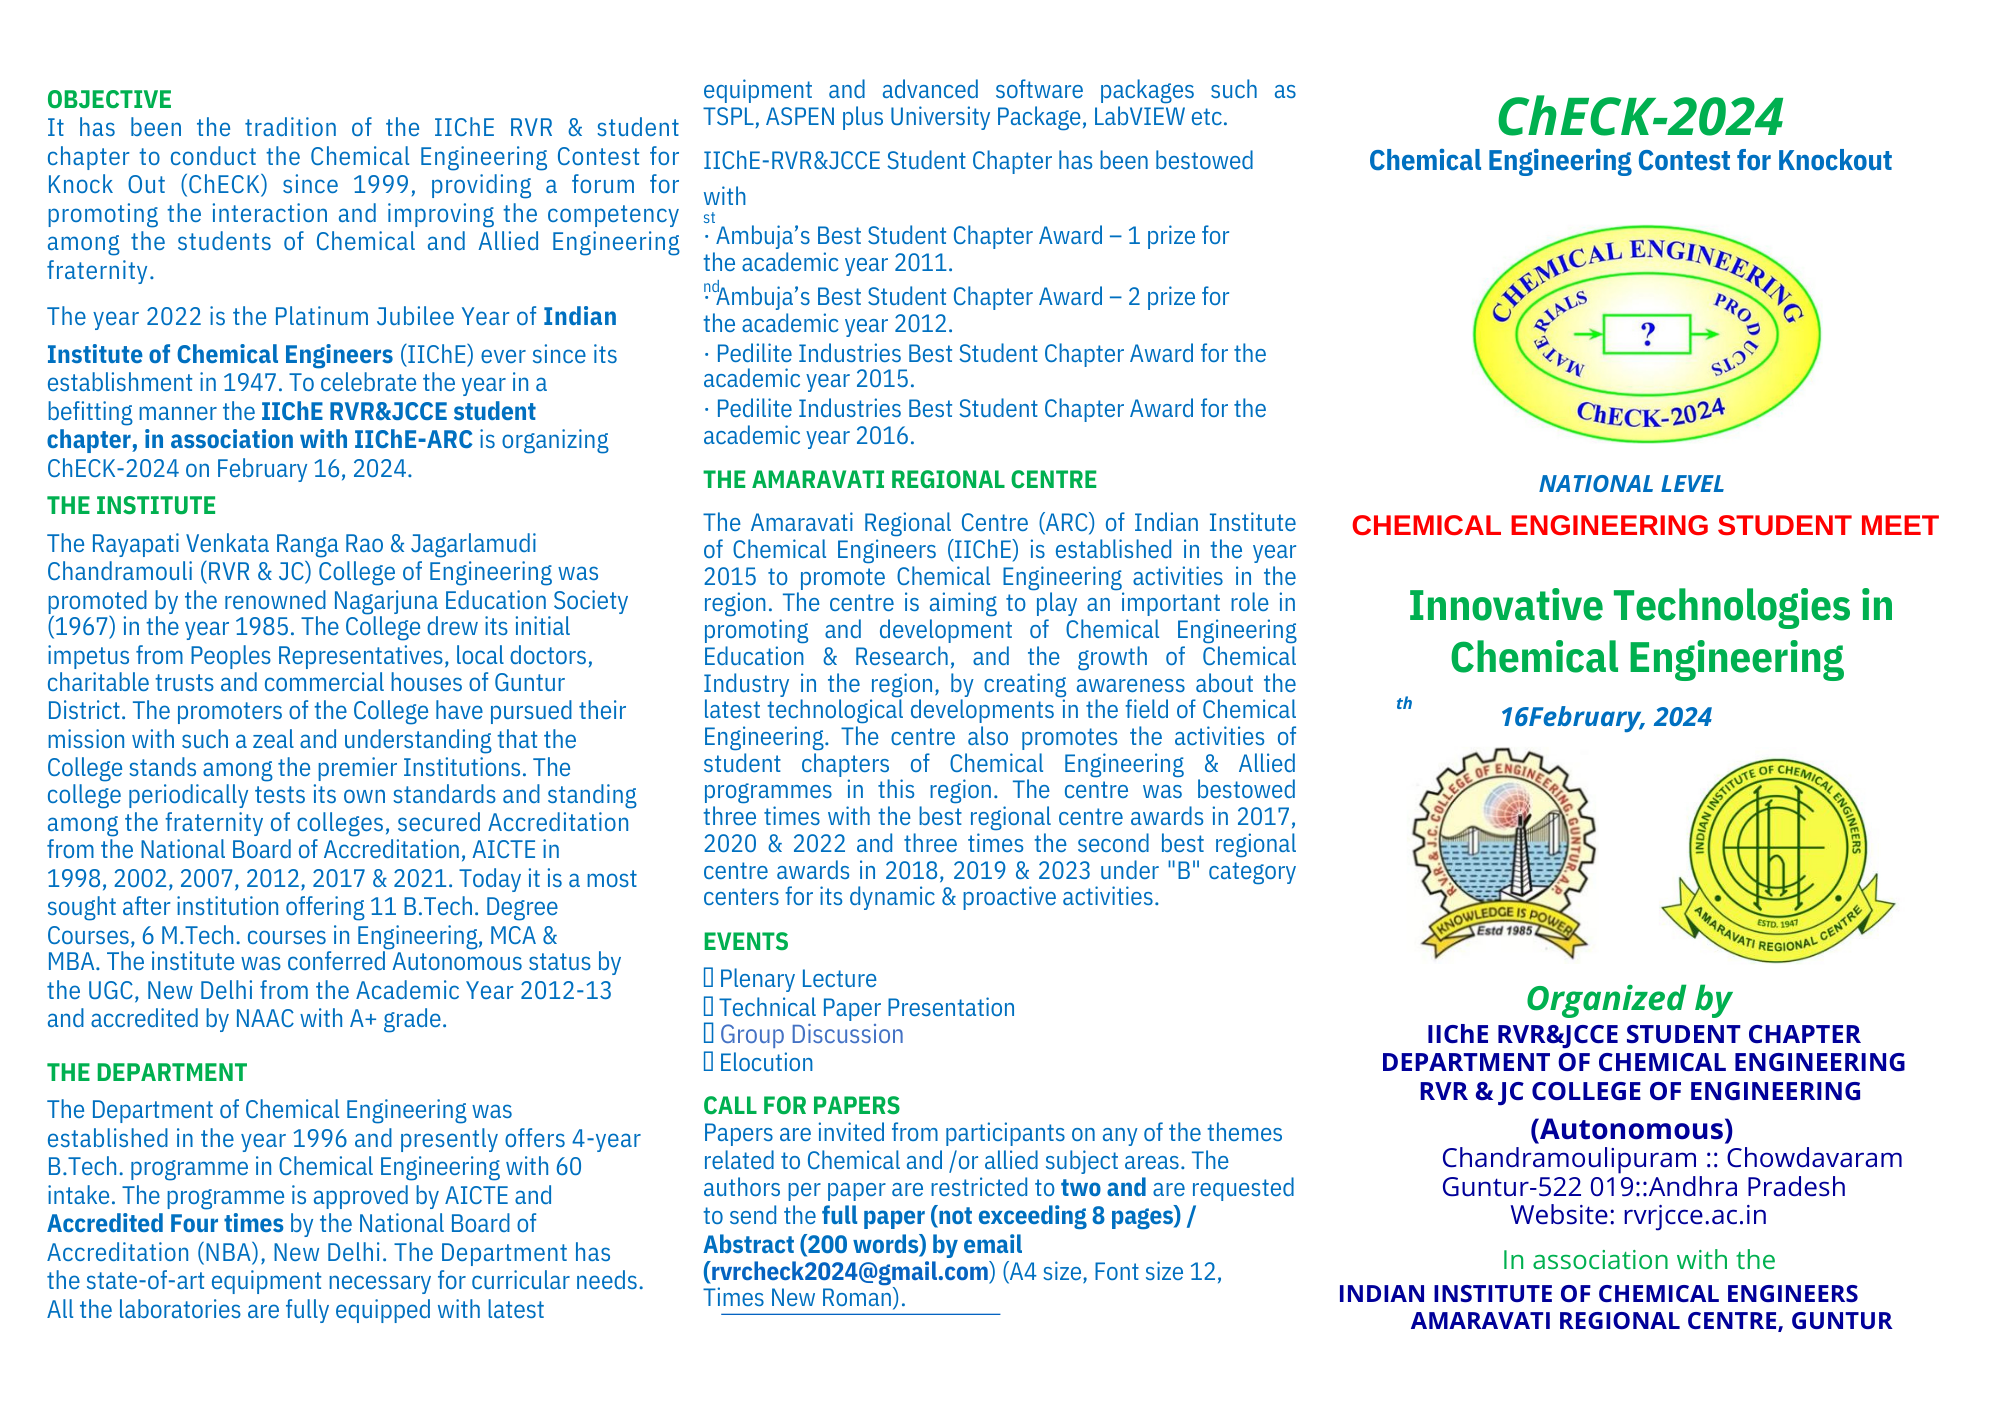 OBJECTIVE
It has been the tradition of the IIChE RVR & student
chapter to conduct the Chemical Engineering Contest for
Knock Out (ChECK) since 1999, providing a forum for
promoting the interaction and improving the competency
among the students of Chemical and Allied Engineering
fraternity.
The year 2022 is the Platinum Jubilee Year of Indian
Institute of Chemical Engineers (IIChE) ever since its
establishment in 1947. To celebrate the year in a
befitting manner the IIChE RVR&JCCE student
chapter, in association with IIChE-ARC is organizing
ChECK-2024 on February 16, 2024.
THE INSTITUTE
The Rayapati Venkata Ranga Rao & Jagarlamudi
Chandramouli (RVR & JC) College of Engineering was
promoted by the renowned Nagarjuna Education Society
(1967) in the year 1985. The College drew its initial
impetus from Peoples Representatives, local doctors,
charitable trusts and commercial houses of Guntur
District. The promoters of the College have pursued their
mission with such a zeal and understanding that the
College stands among the premier Institutions. The
college periodically tests its own standards and standing
among the fraternity of colleges, secured Accreditation
from the National Board of Accreditation, AICTE in
1998, 2002, 2007, 2012, 2017 & 2021. Today it is a most
sought after institution offering 11 B.Tech. Degree
Courses, 6 M.Tech. courses in Engineering, MCA &
MBA. The institute was conferred Autonomous status by
the UGC, New Delhi from the Academic Year 2012-13
and accredited by NAAC with A+ grade.
THE DEPARTMENT
The Department of Chemical Engineering was
established in the year 1996 and presently offers 4-year
B.Tech. programme in Chemical Engineering with 60
intake. The programme is approved by AICTE and
Accredited Four times by the National Board of
Accreditation (NBA), New Delhi. The Department has
the state-of-art equipment necessary for curricular needs.
All the laboratories are fully equipped with latest
equipment and advanced software packages such as
TSPL, ASPEN plus University Package, LabVIEW etc.
IIChE-RVR&JCCE Student Chapter has been bestowed
with
st
· Ambuja's Best Student Chapter Award – 1 prize for
the academic year 2011.
nd
· Ambuja's Best Student Chapter Award – 2 prize for
the academic year 2012.
· Pedilite Industries Best Student Chapter Award for the
academic year 2015.
· Pedilite Industries Best Student Chapter Award for the
academic year 2016.
THE AMARAVATI REGIONAL CENTRE
The Amaravati Regional Centre (ARC) of Indian Institute
of Chemical Engineers (IIChE) is established in the year
2015 to promote Chemical Engineering activities in the
region. The centre is aiming to play an important role in
promoting and development of Chemical Engineering
Education & Research, and the growth of Chemical
Industry in the region, by creating awareness about the
latest technological developments in the field of Chemical
Engineering. The centre also promotes the activities of
student chapters of Chemical Engineering & Allied
programmes in this region. The centre was bestowed
three times with the best regional centre awards in 2017,
2020 & 2022 and three times the second best regional
centre awards in 2018, 2019 & 2023 under "B" category
centers for its dynamic & proactive activities.
EVENTS
Plenary Lecture
Technical Paper Presentation
Group Discussion
Elocution
CALL FOR PAPERS
Papers are invited from participants on any of the themes
related to Chemical and /or allied subject areas. The
authors per paper are restricted to two and are requested
to send the full paper (not exceeding 8 pages) /
Abstract (200 words) by email
(rvrcheck2024@gmail.com) (A4 size, Font size 12,
Times New Roman).
ChECK-2024
Chemical Engineering Contest for Knockout
CHEMICAL ENGINEERING
MATERIALS
?
PRODUCTS
ChECK-2024
NATIONAL LEVEL
CHEMICAL ENGINEERING STUDENT MEET
Innovative Technologies in
Chemical Engineering
th
16February, 2024
R.V.R. & J.C. COLLEGE OF ENGINEERING, GUNTUR. A.P.
KNOWLEDGE IS POWER
Estd 1985
INDIAN INSTITUTE OF CHEMICAL ENGINEERS
ESTD. 1947
AMARAVATI REGIONAL CENTRE
Organized by
IIChE RVR&JCCE STUDENT CHAPTER
DEPARTMENT OF CHEMICAL ENGINEERING
RVR & JC COLLEGE OF ENGINEERING
(Autonomous)
Chandramoulipuram :: Chowdavaram
Guntur-522 019::Andhra Pradesh
Website: rvrjcce.ac.in
In association with the
INDIAN INSTITUTE OF CHEMICAL ENGINEERS
AMARAVATI REGIONAL CENTRE, GUNTUR